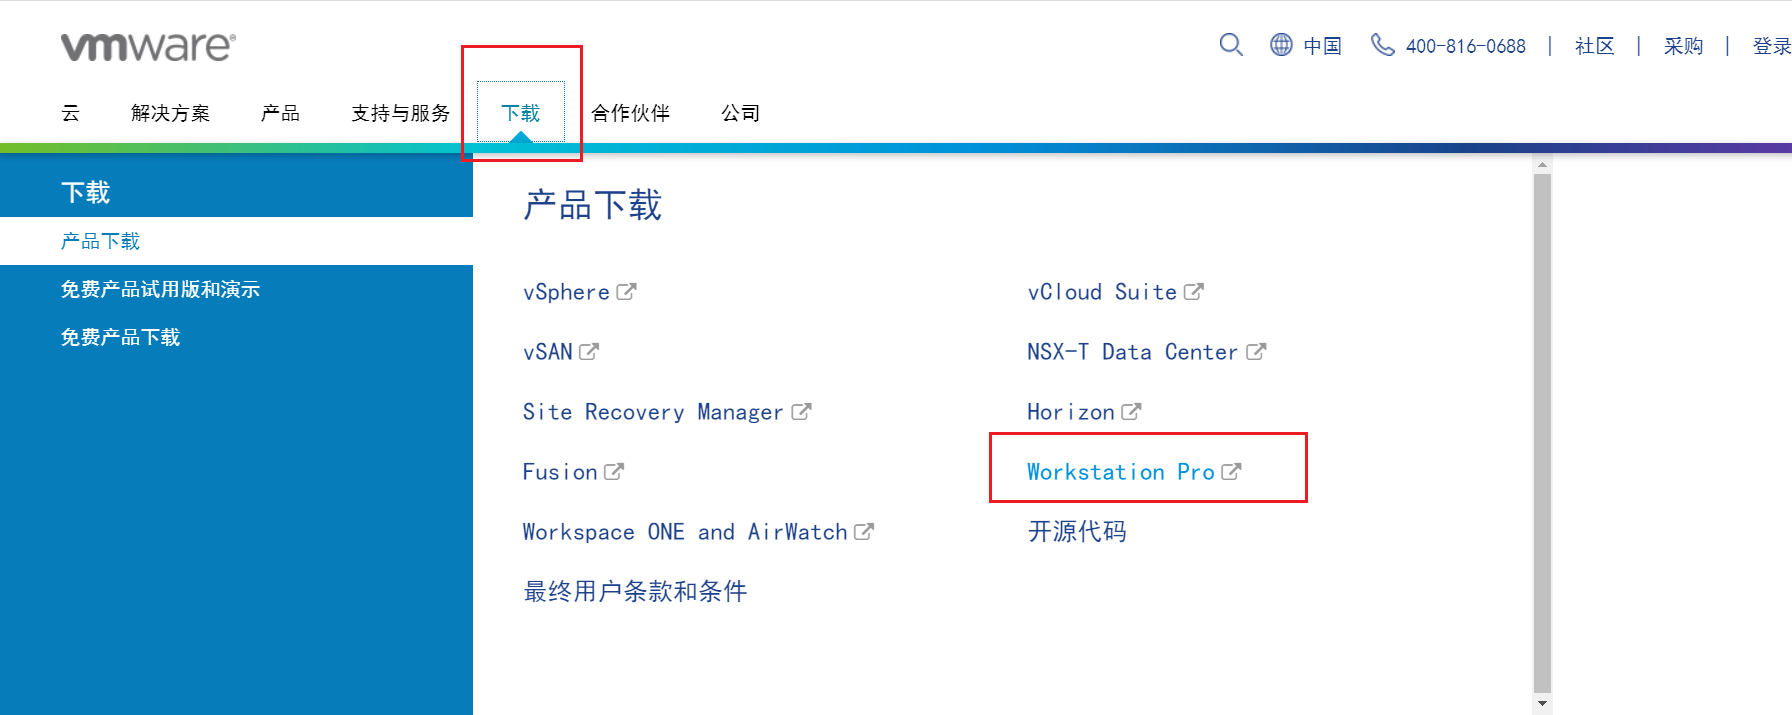 vmware®
中国 400-816-0688 | 社区 | 采购 | 登录
云 解决方案 产品 支持与服务 下载 合作伙伴 公司
下载
产品下载
免费产品试用版和演示
免费产品下载
产品下载
vSphere vCloud Suite
vSAN NSX-T Data Center
Site Recovery Manager Horizon
Fusion Workstation Pro
Workspace ONE and AirWatch 开源代码
最终用户条款和条件